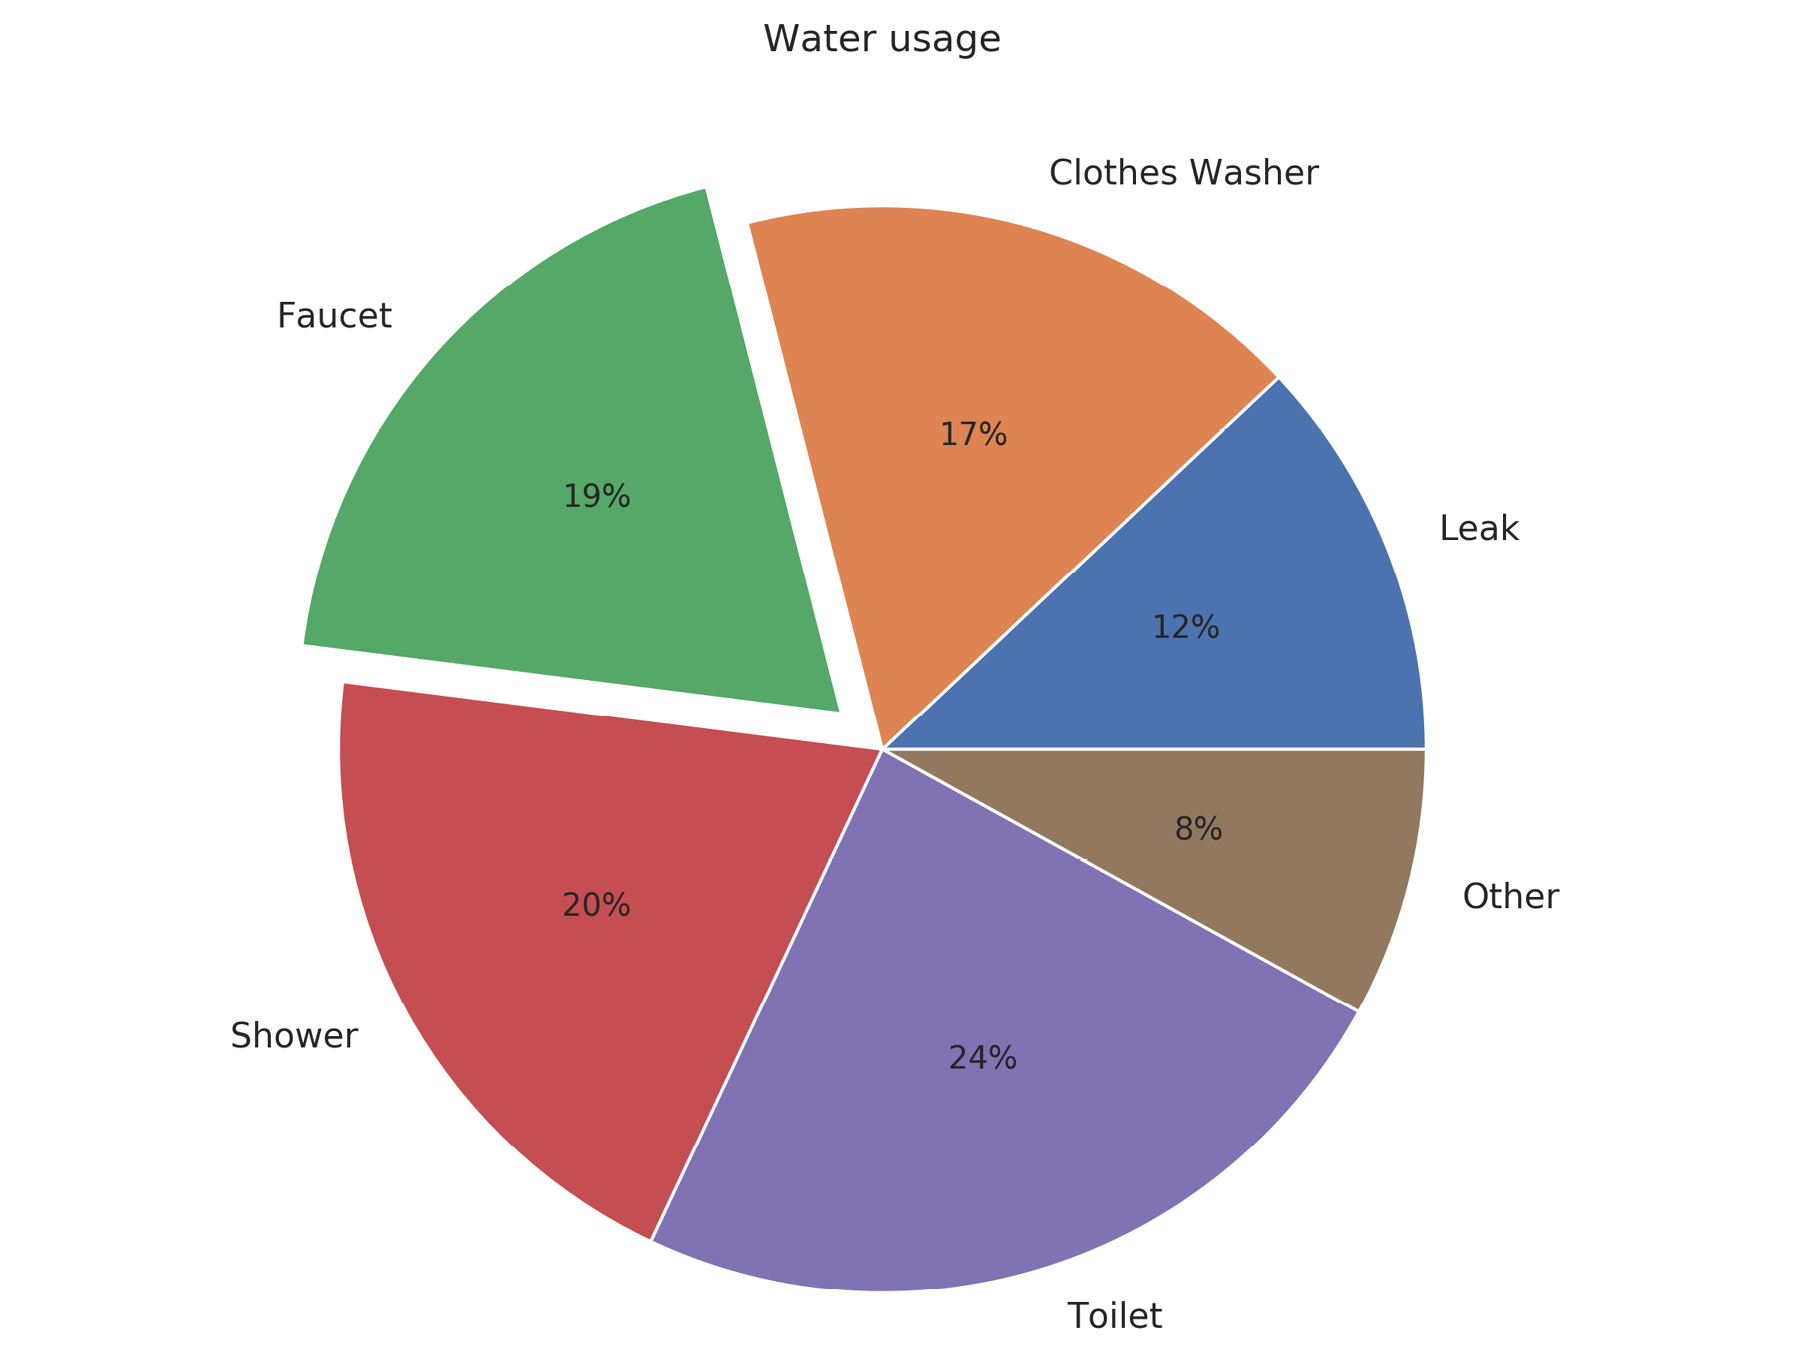 Water usage
Clothes Washer
Faucet
17%
19%
Leak
12%
8%
Other
20%
Shower
24%
Toilet